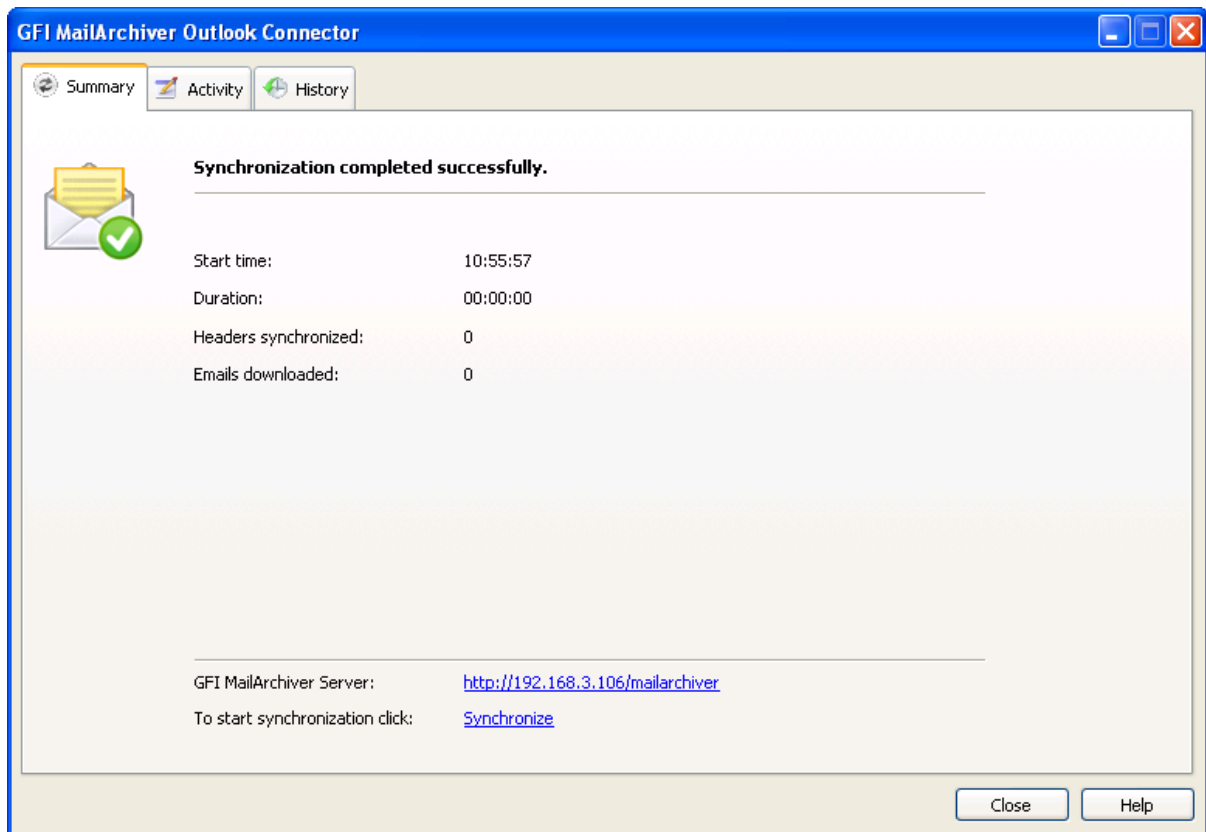 GFI MailArchiver Outlook Connector
Summary Activity History
Synchronization completed successfully.
Start time: 10:55:57
Duration: 00:00:00
Headers synchronized: 0
Emails downloaded: 0
GFI MailArchiver Server: http://192.168.3.106/mailarchiver
To start synchronization click: Synchronize
Close Help